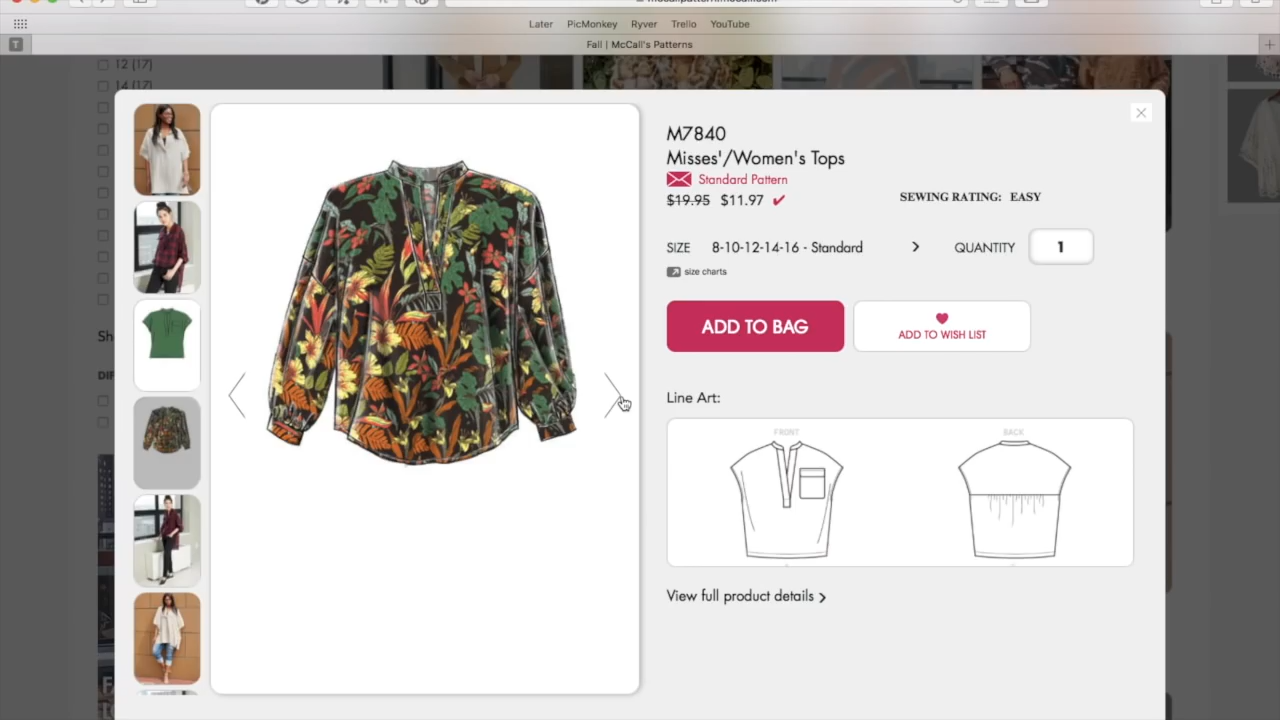 Later PicMonkey Ryver Trello YouTube
T
Fall | McCall's Patterns
12 (17)
14 (17)
M7840
Misses'/Women's Tops
Standard Pattern
$19.95 $11.97
SEWING RATING: EASY
SIZE 8-10-12-14-16 - Standard > QUANTITY 1
size charts
ADD TO BAG
ADD TO WISH LIST
Line Art:
FRONT
BACK
View full product details >